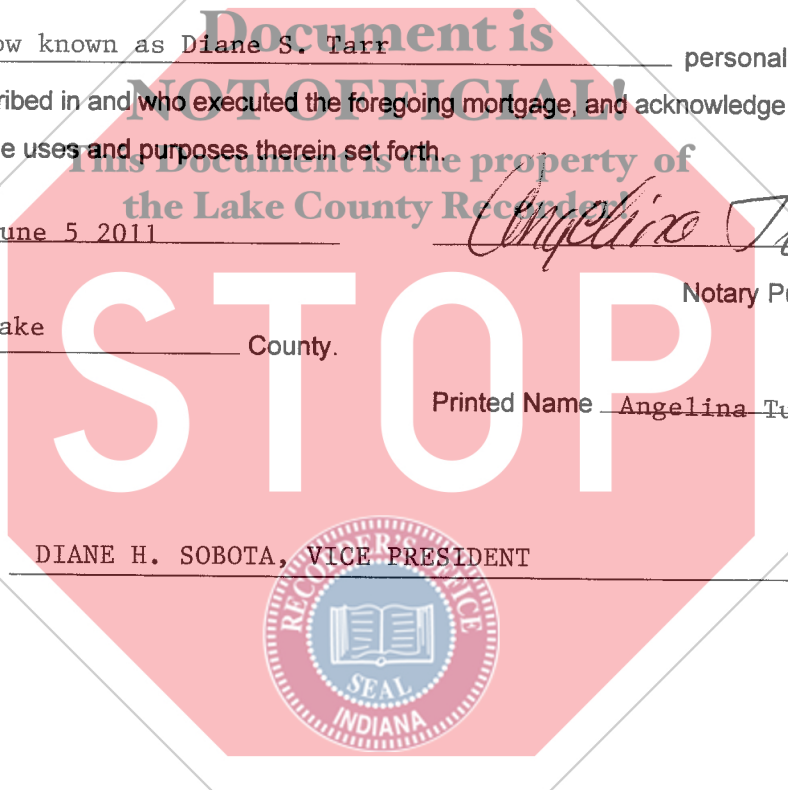 ow known as Diane S. Tarr personal
Document is
NOT OFFICIAL!
ribed in and who executed the foregoing mortgage, and acknowledge
e uses and purposes therein set forth.
This Document is the property of
the Lake County Recorder!
une 5 2011
Angelina
Notary Pu
ake County.
STOP
Printed Name Angelina Tu
DIANE H. SOBOTA, VICE PRESIDENT
RECORDER'S OFFICE
SEAL
INDIANA